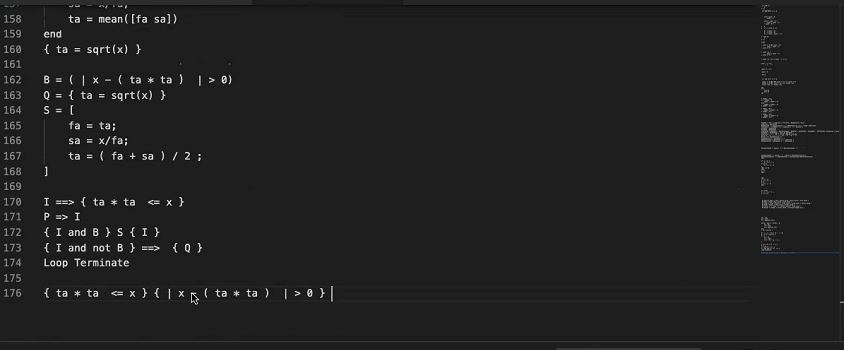 157 sa = x/fa;
158 ta = mean([fa sa])
159 end
160 { ta = sqrt(x) }
161
162 B = ( | x - ( ta * ta )  | > 0)
163 Q = { ta = sqrt(x) }
164 S = [
165 fa = ta;
166 sa = x/fa;
167 ta = ( fa + sa ) / 2 ;
168 ]
169
170 I ==> { ta * ta  <= x }
171 P => I
172 { I and B } S { I }
173 { I and not B } ==>  { Q }
174 Loop Terminate
175
176 { ta * ta  <= x } { | x - ( ta * ta )  | > 0 }